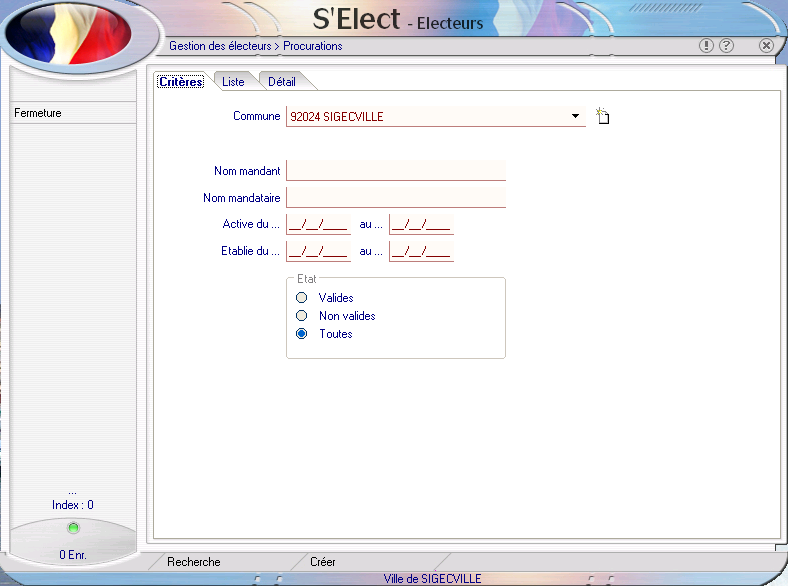 S'Elect - Electeurs
Gestion des électeurs > Procurations
Critères Liste Détail
Fermeture
Commune 92024 SIGECVILLE
Nom mandant
Nom mandataire
Active du ... __/__/____ au ... __/__/____
Etablie du ... __/__/____ au ... __/__/____
Etat
Valides
Non valides
Toutes
...
Index : 0
0 Enr.
Recherche Créer
Ville de SIGECVILLE